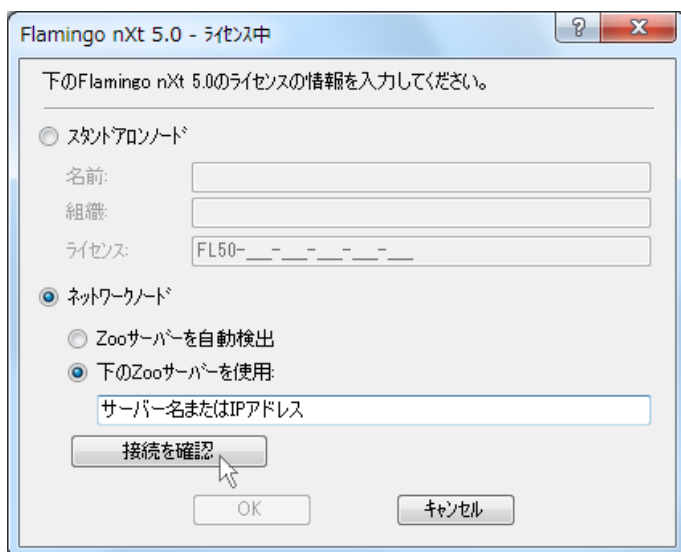 Flamingo nXt 5.0 - ﾗｲｾﾝｽ中
下のFlamingo nXt 5.0のライセンスの情報を入力してください。
スタンドアロンノード
名前:
組織:
ライセンス: FL50-___-___-___-___-___
ネットワークノード
Zooサーバーを自動検出
下のZooサーバーを使用:
サーバー名またはIPアドレス
接続を確認
OK キャンセル